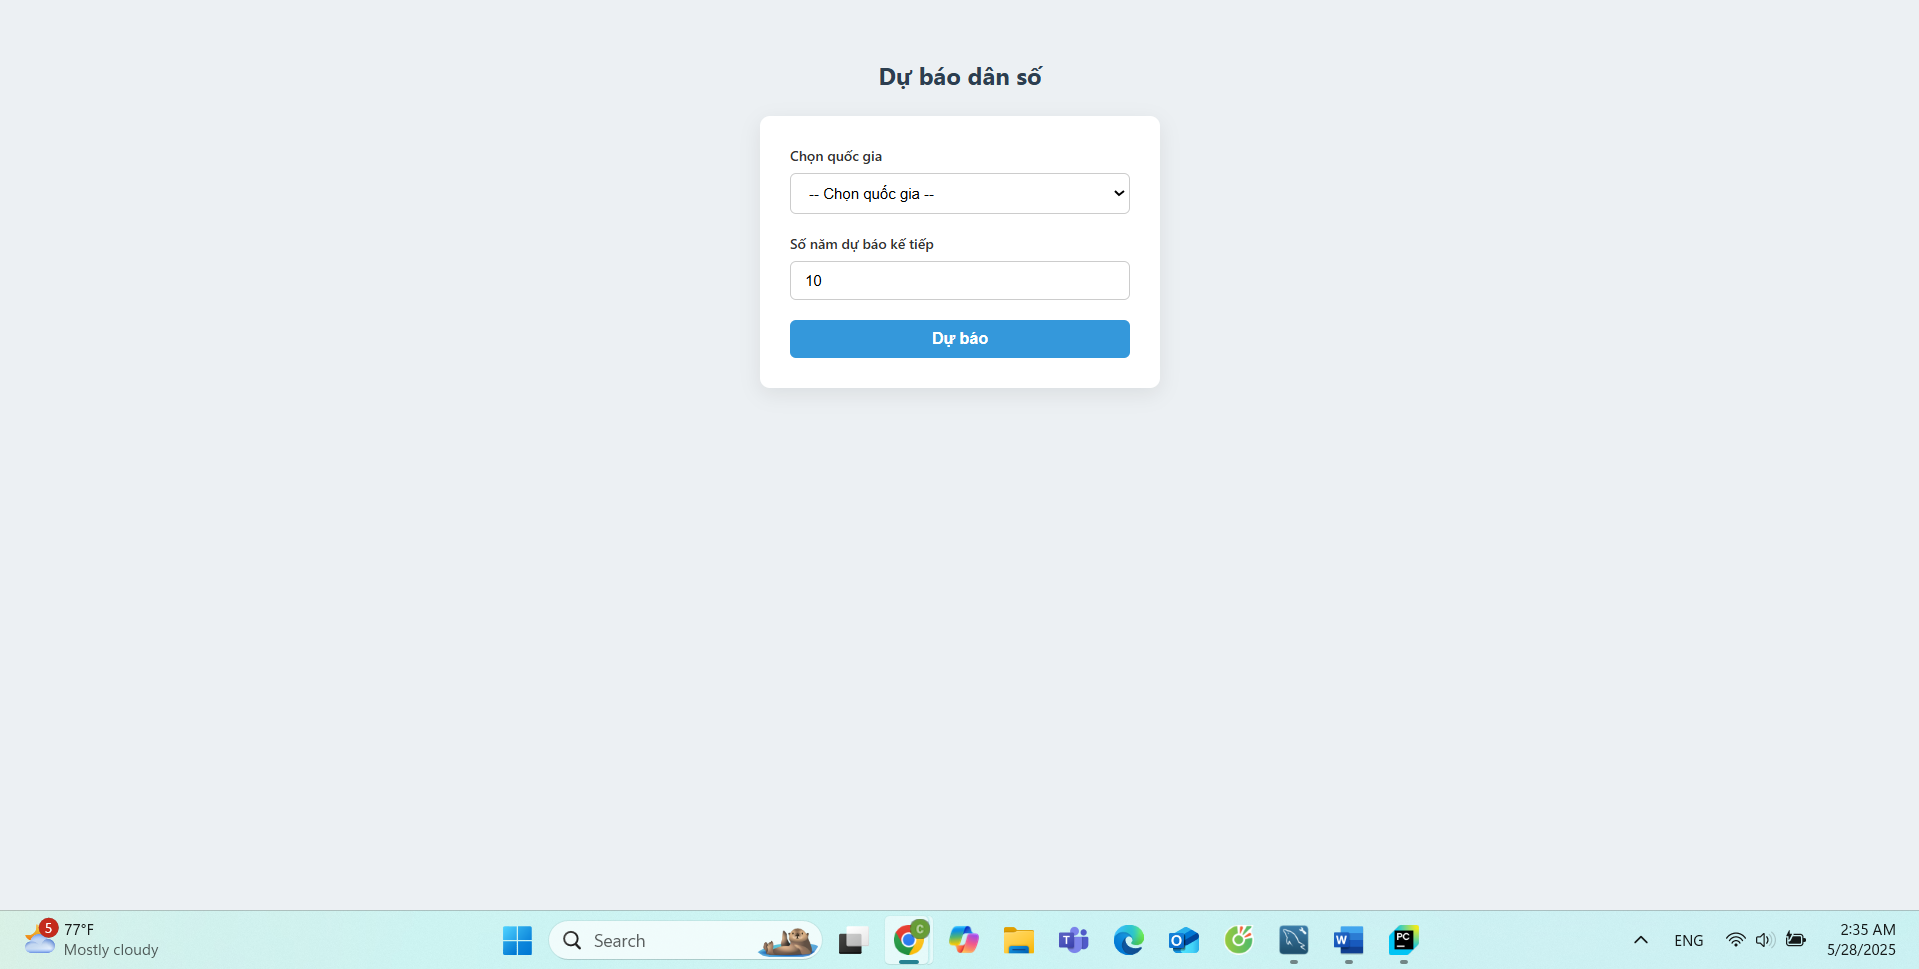 Dự báo dân số
Chọn quốc gia
-- Chọn quốc gia --
Số năm dự báo kế tiếp
10
Dự báo
5
77°F
Mostly cloudy
Search
C
T
O
W
PC
ENG
2:35 AM
5/28/2025